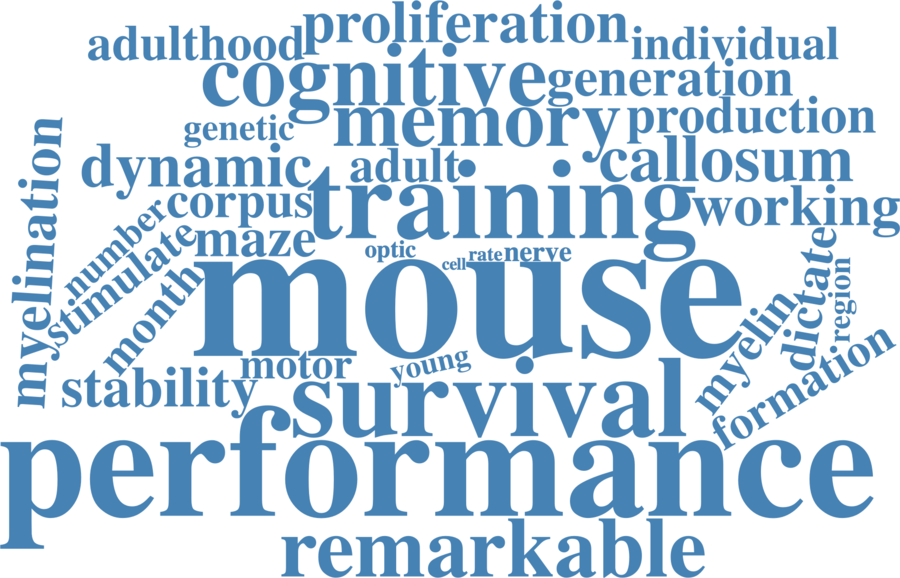 proliferation
adulthood
individual
cognitive
generation
memory
production
genetic
dynamic
adult
callosum
training
corpus
working
myelination
number
stimulate
maze
month
optic
cell
rate
nerve
mouse
dictate
region
myelin
formation
motor
young
stability
survival
performance
remarkable